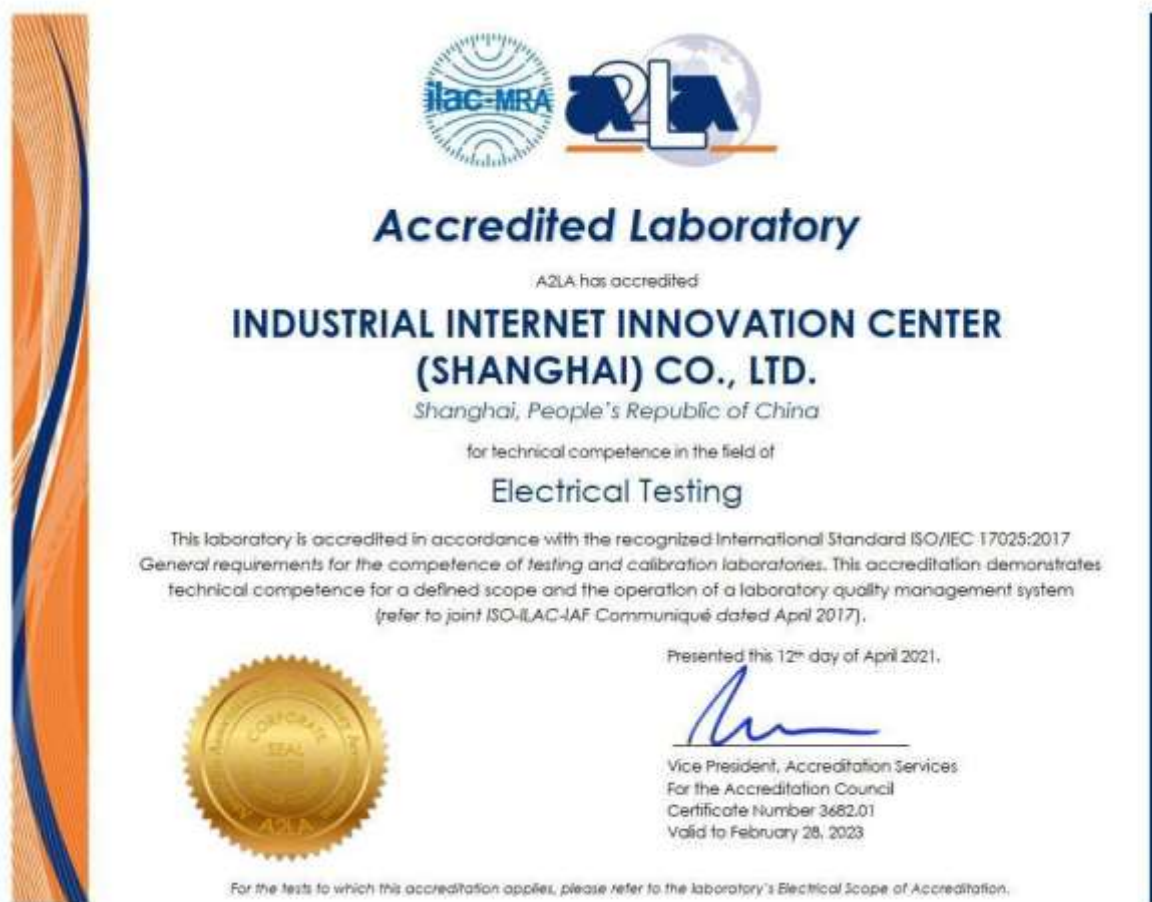 ilac-MRA
A2LA
Accredited Laboratory
A2LA has accredited
INDUSTRIAL INTERNET INNOVATION CENTER
(SHANGHAI) CO., LTD.
Shanghai, People's Republic of China
for technical competence in the field of
Electrical Testing
This laboratory is accredited in accordance with the recognized International Standard ISO/IEC 17025:2017
General requirements for the competence of testing and calibration laboratories. This accreditation demonstrates
technical competence for a defined scope and the operation of a laboratory quality management system
(refer to joint ISO-ILAC-IAF Communiqué dated April 2017).
Presented this 12th day of April 2021.
CORPORATE
SEAL
A2LA
Vice President, Accreditation Services
For the Accreditation Council
Certificate Number 3682.01
Valid to February 28, 2023
For the tests to which this accreditation applies, please refer to the laboratory's Electrical Scope of Accreditation.